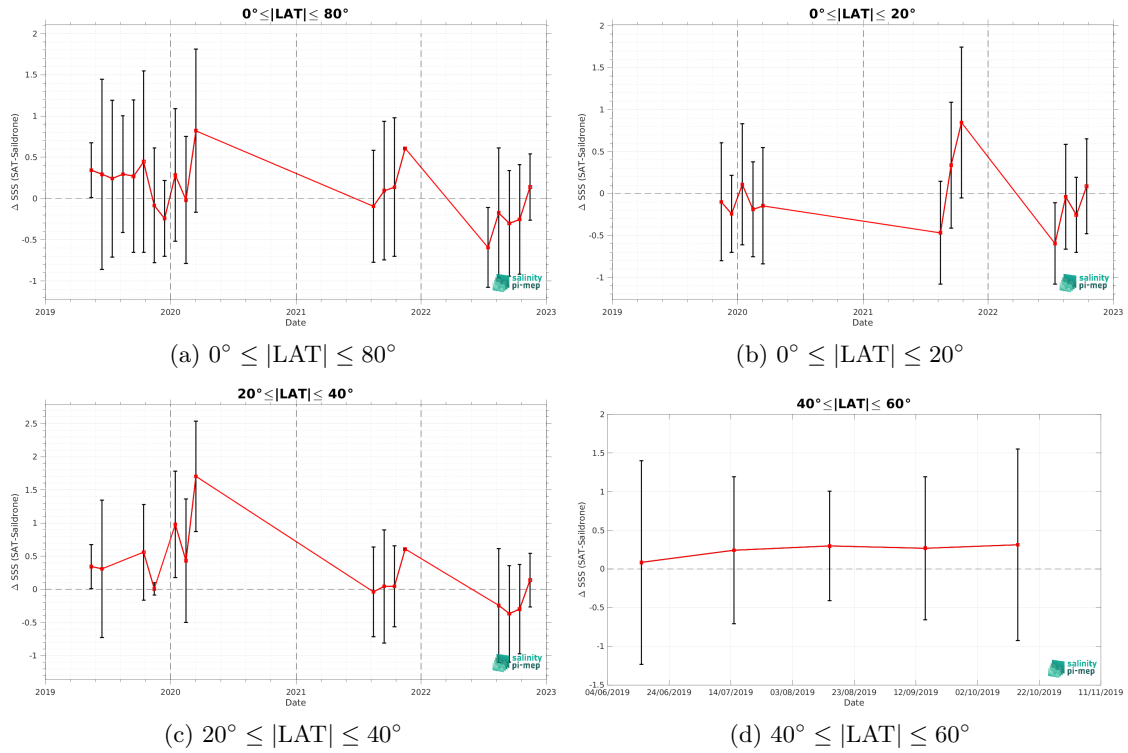 0°≤|LAT|≤ 80°
2
1.5
1
0.5
0
-0.5
-1
Δ SSS (SAT-Saildrone)
2019
2020
2021
2022
2023
Date
salinity
pi-mep
(a) 0° ≤ |LAT| ≤ 80°
0°≤|LAT|≤ 20°
2
1.5
1
0.5
0
-0.5
-1
Δ SSS (SAT-Saildrone)
2019
2020
2021
2022
2023
Date
salinity
pi-mep
(b) 0° ≤ |LAT| ≤ 20°
20°≤|LAT|≤ 40°
2.5
2
1.5
1
0.5
0
-0.5
-1
Δ SSS (SAT-Saildrone)
2019
2020
2021
2022
2023
Date
salinity
pi-mep
(c) 20° ≤ |LAT| ≤ 40°
40°≤|LAT|≤ 60°
2
1.5
1
0.5
0
-0.5
-1
-1.5
Δ SSS (SAT-Saildrone)
04/06/2019
24/06/2019
14/07/2019
03/08/2019
23/08/2019
12/09/2019
02/10/2019
22/10/2019
11/11/2019
Date
salinity
pi-mep
(d) 40° ≤ |LAT| ≤ 60°